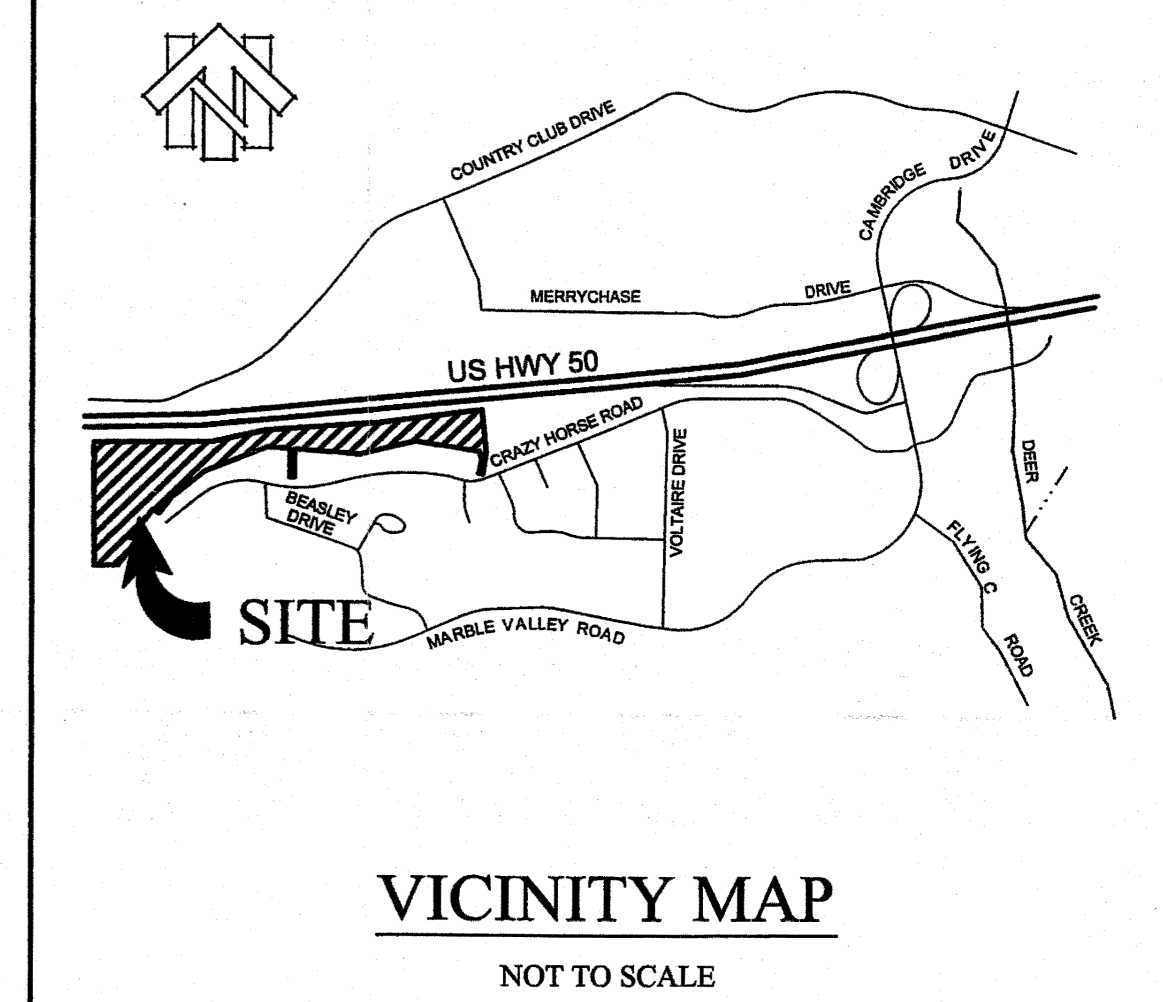 N
COUNTRY CLUB DRIVE
CAMBRIDGE DRIVE
MERRYCHASE DRIVE
US HWY 50
CRAZY HORSE ROAD
VOLTAIRE DRIVE
BEASLEY
DRIVE
DEER CREEK
FLYING C ROAD
SITE
MARBLE VALLEY ROAD
VICINITY MAP
NOT TO SCALE